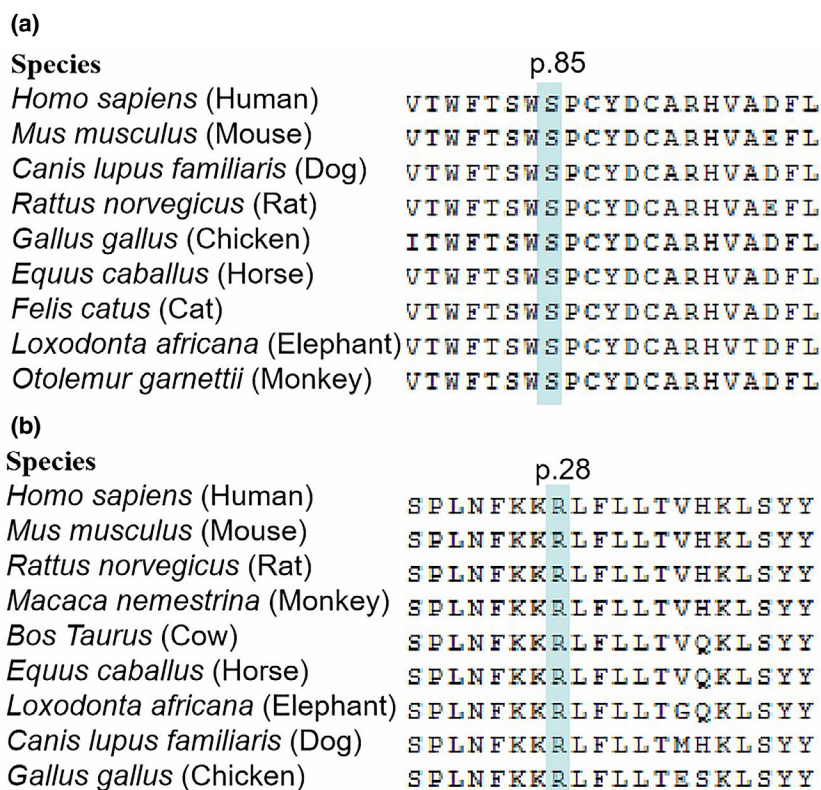 (a)
Species p.85
Homo sapiens (Human) VTWFTSWSPCYDCARHVADFL
Mus musculus (Mouse) VTWFTSWSPCYDCARHVAEFL
Canis lupus familiaris (Dog) VTWFTSWSPCYDCARHVADFL
Rattus norvegicus (Rat) VTWFTSWSPCYDCARHVAEFL
Gallus gallus (Chicken) ITWFTSWSPCYDCARHVADFL
Equus caballus (Horse) VTWFTSWSPCYDCARHVADFL
Felis catus (Cat) VTWFTSWSPCYDCARHVADFL
Loxodonta africana (Elephant) VTWFTSWSPCYDCARHVTDFL
Otolemur garnettii (Monkey) VTWFTSWSPCYDCARHVADFL
(b)
Species p.28
Homo sapiens (Human) SPLNFKKRLFLLTVHKLSYY
Mus musculus (Mouse) SPLNFKKRLFLLTVHKLSYY
Rattus norvegicus (Rat) SPLNFKKRLFLLTVHKLSYY
Macaca nemestrina (Monkey) SPLNFKKRLFLLTVHKLSYY
Bos Taurus (Cow) SPLNFKKRLFLLTVQKLSYY
Equus caballus (Horse) SPLNFKKRLFLLTVQKLSYY
Loxodonta africana (Elephant) SPLNFKKRLFLLTGQKLSYY
Canis lupus familiaris (Dog) SPLNFKKRLFLLTMHKLSYY
Gallus gallus (Chicken) SPLNFKKRLFLLTESKLSYY